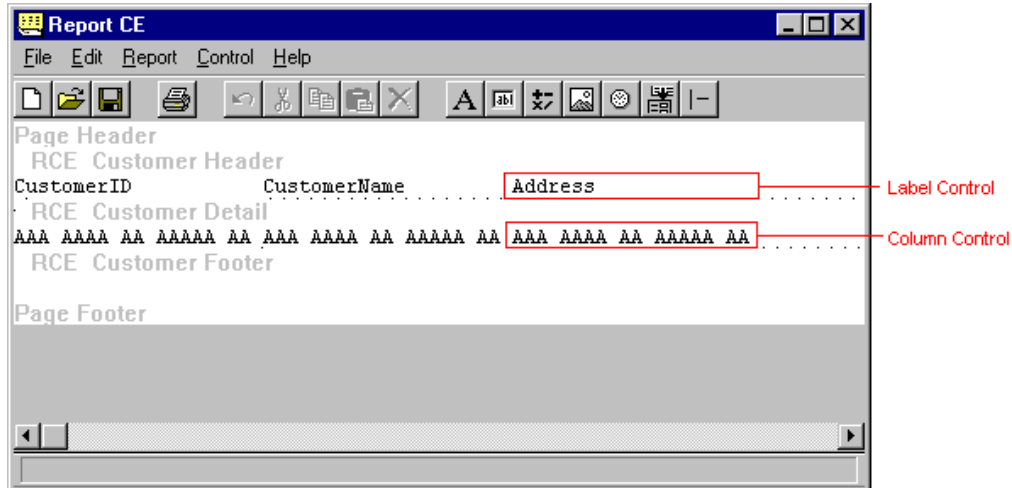 Report CE
File Edit Report Control Help
A ab|
Page Header
RCE Customer Header
CustomerID CustomerName Address
Label Control
RCE Customer Detail
AAA AAAA AA AAAAA AA AAA AAAA AA AAAAA AA AAA AAAA AA AAAAA AA
Column Control
RCE Customer Footer
Page Footer